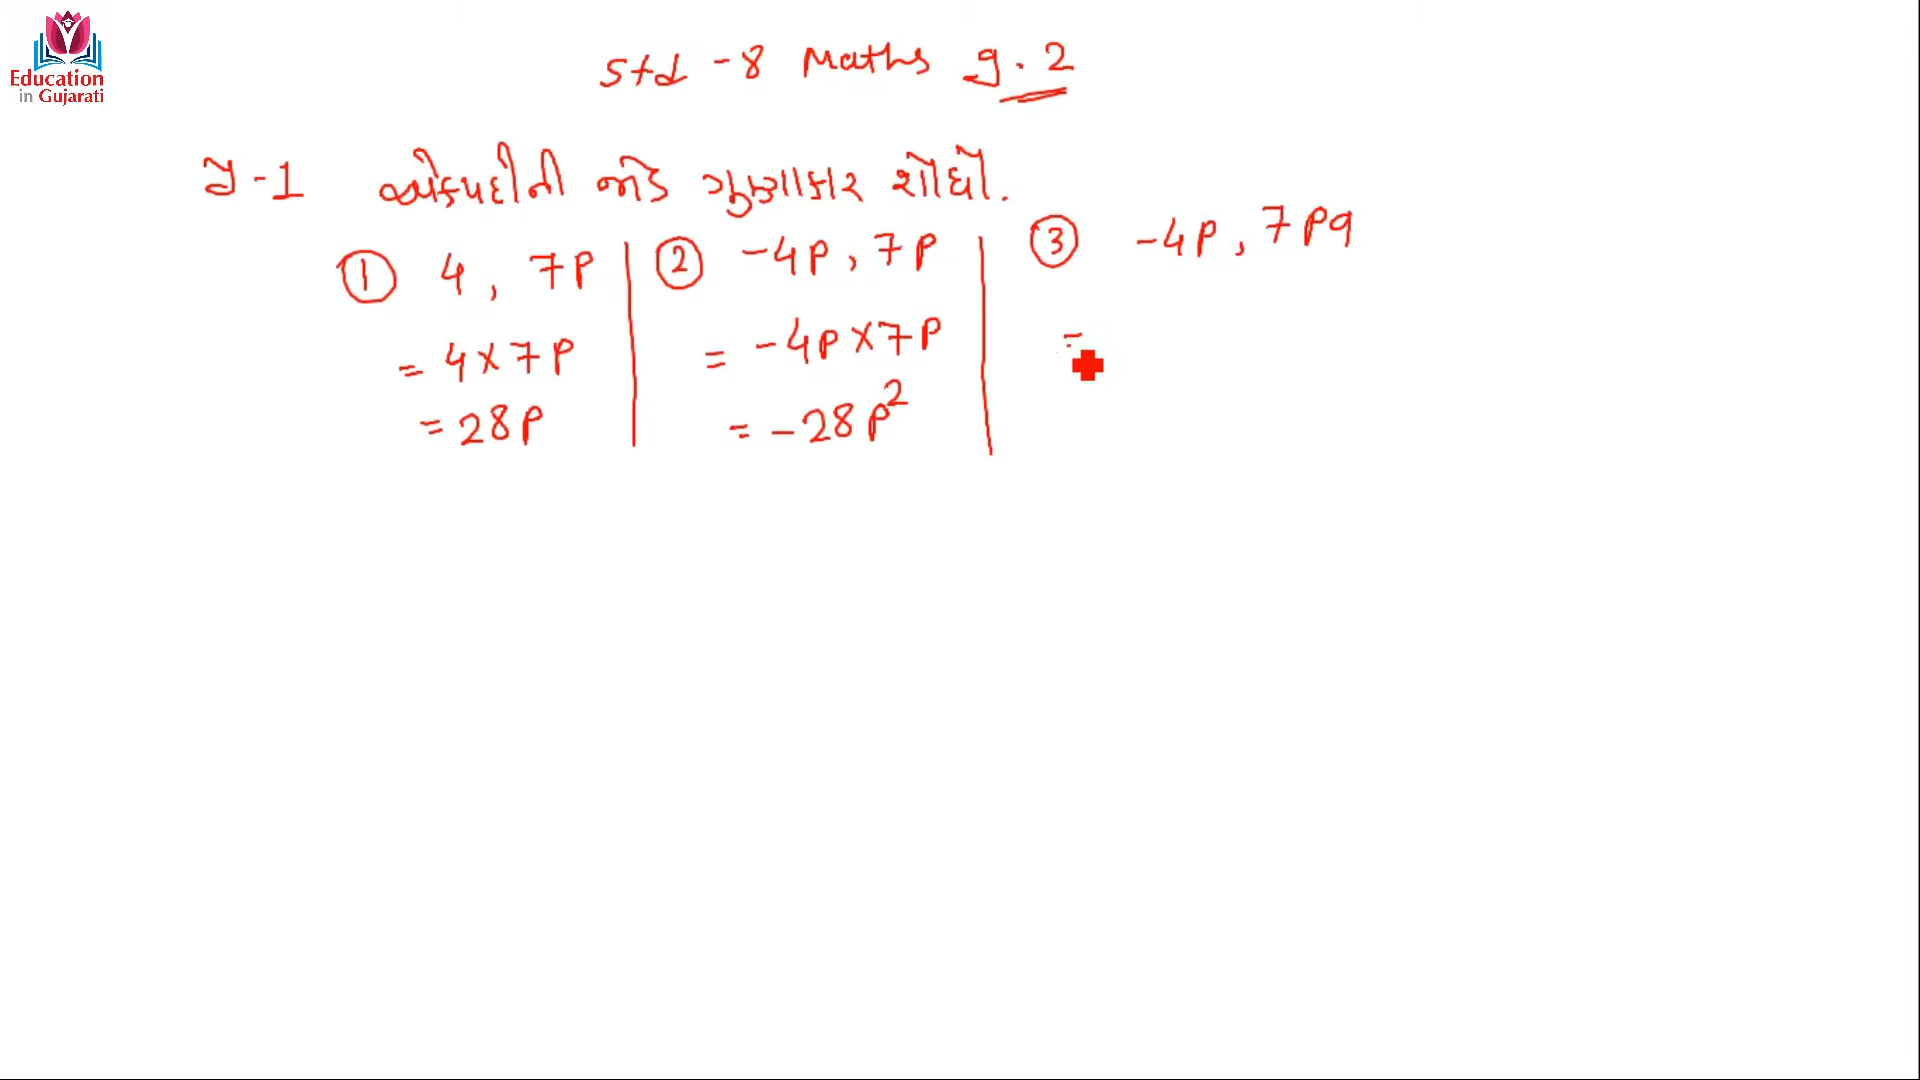 Education
in Gujarati
Std - 8 Maths 9.2
પ્ર-1 એકપદીની જોડ ગુણાકાર શોધો.
① 4, 7P
= 4 × 7P
= 28P
② -4P, 7P
= -4P × 7P
= -28P²
③ -4P, 7Pq
=